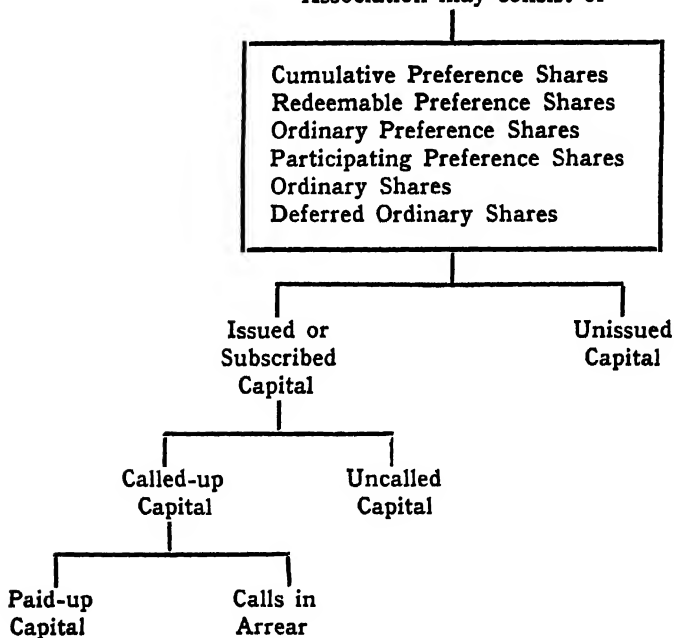 Association may consist of
Cumulative Preference Shares
Redeemable Preference Shares
Ordinary Preference Shares
Participating Preference Shares
Ordinary Shares
Deferred Ordinary Shares
Issued or
Subscribed
Capital
Unissued
Capital
Called-up
Capital
Uncalled
Capital
Paid-up
Capital
Calls in
Arrear